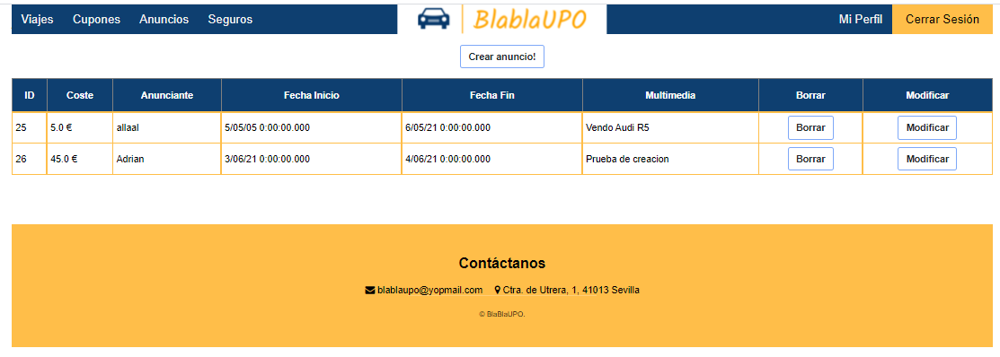 Viajes Cupones Anuncios Seguros BlablaUPO Mi Perfil Cerrar Sesión
Crear anuncio!
ID Coste Anunciante Fecha Inicio Fecha Fin Multimedia Borrar Modificar
25 5.0 € allaal 5/05/05 0:00:00.000 6/05/21 0:00:00.000 Vendo Audi R5 Borrar Modificar
26 45.0 € Adrian 3/06/21 0:00:00.000 4/06/21 0:00:00.000 Prueba de creacion Borrar Modificar
Contáctanos
blablaupo@yopmail.com Ctra. de Utrera, 1, 41013 Sevilla
© BlaBlaUPO.